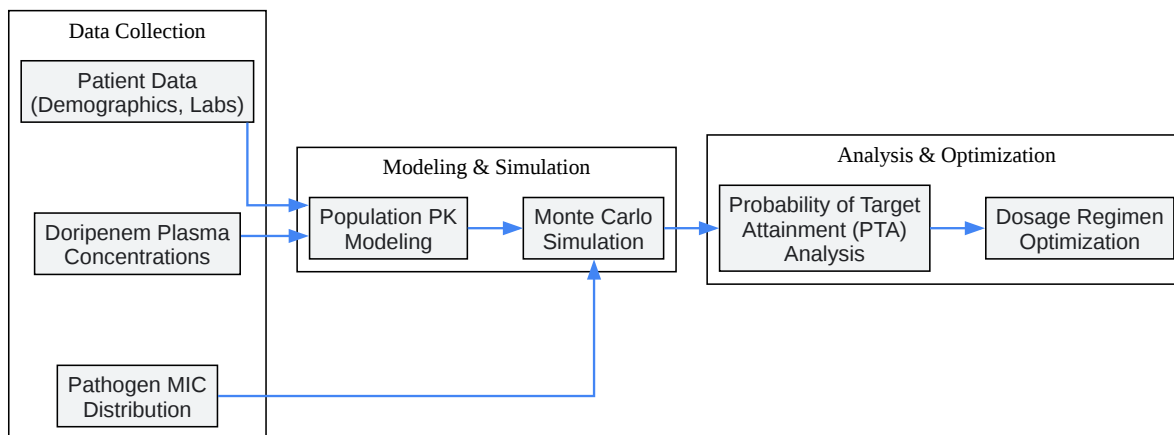 Data Collection
Patient Data
(Demographics, Labs)
Doripenem Plasma
Concentrations
Pathogen MIC
Distribution
Modeling & Simulation
Population PK
Modeling
Monte Carlo
Simulation
Analysis & Optimization
Probability of Target
Attainment (PTA)
Analysis
Dosage Regimen
Optimization